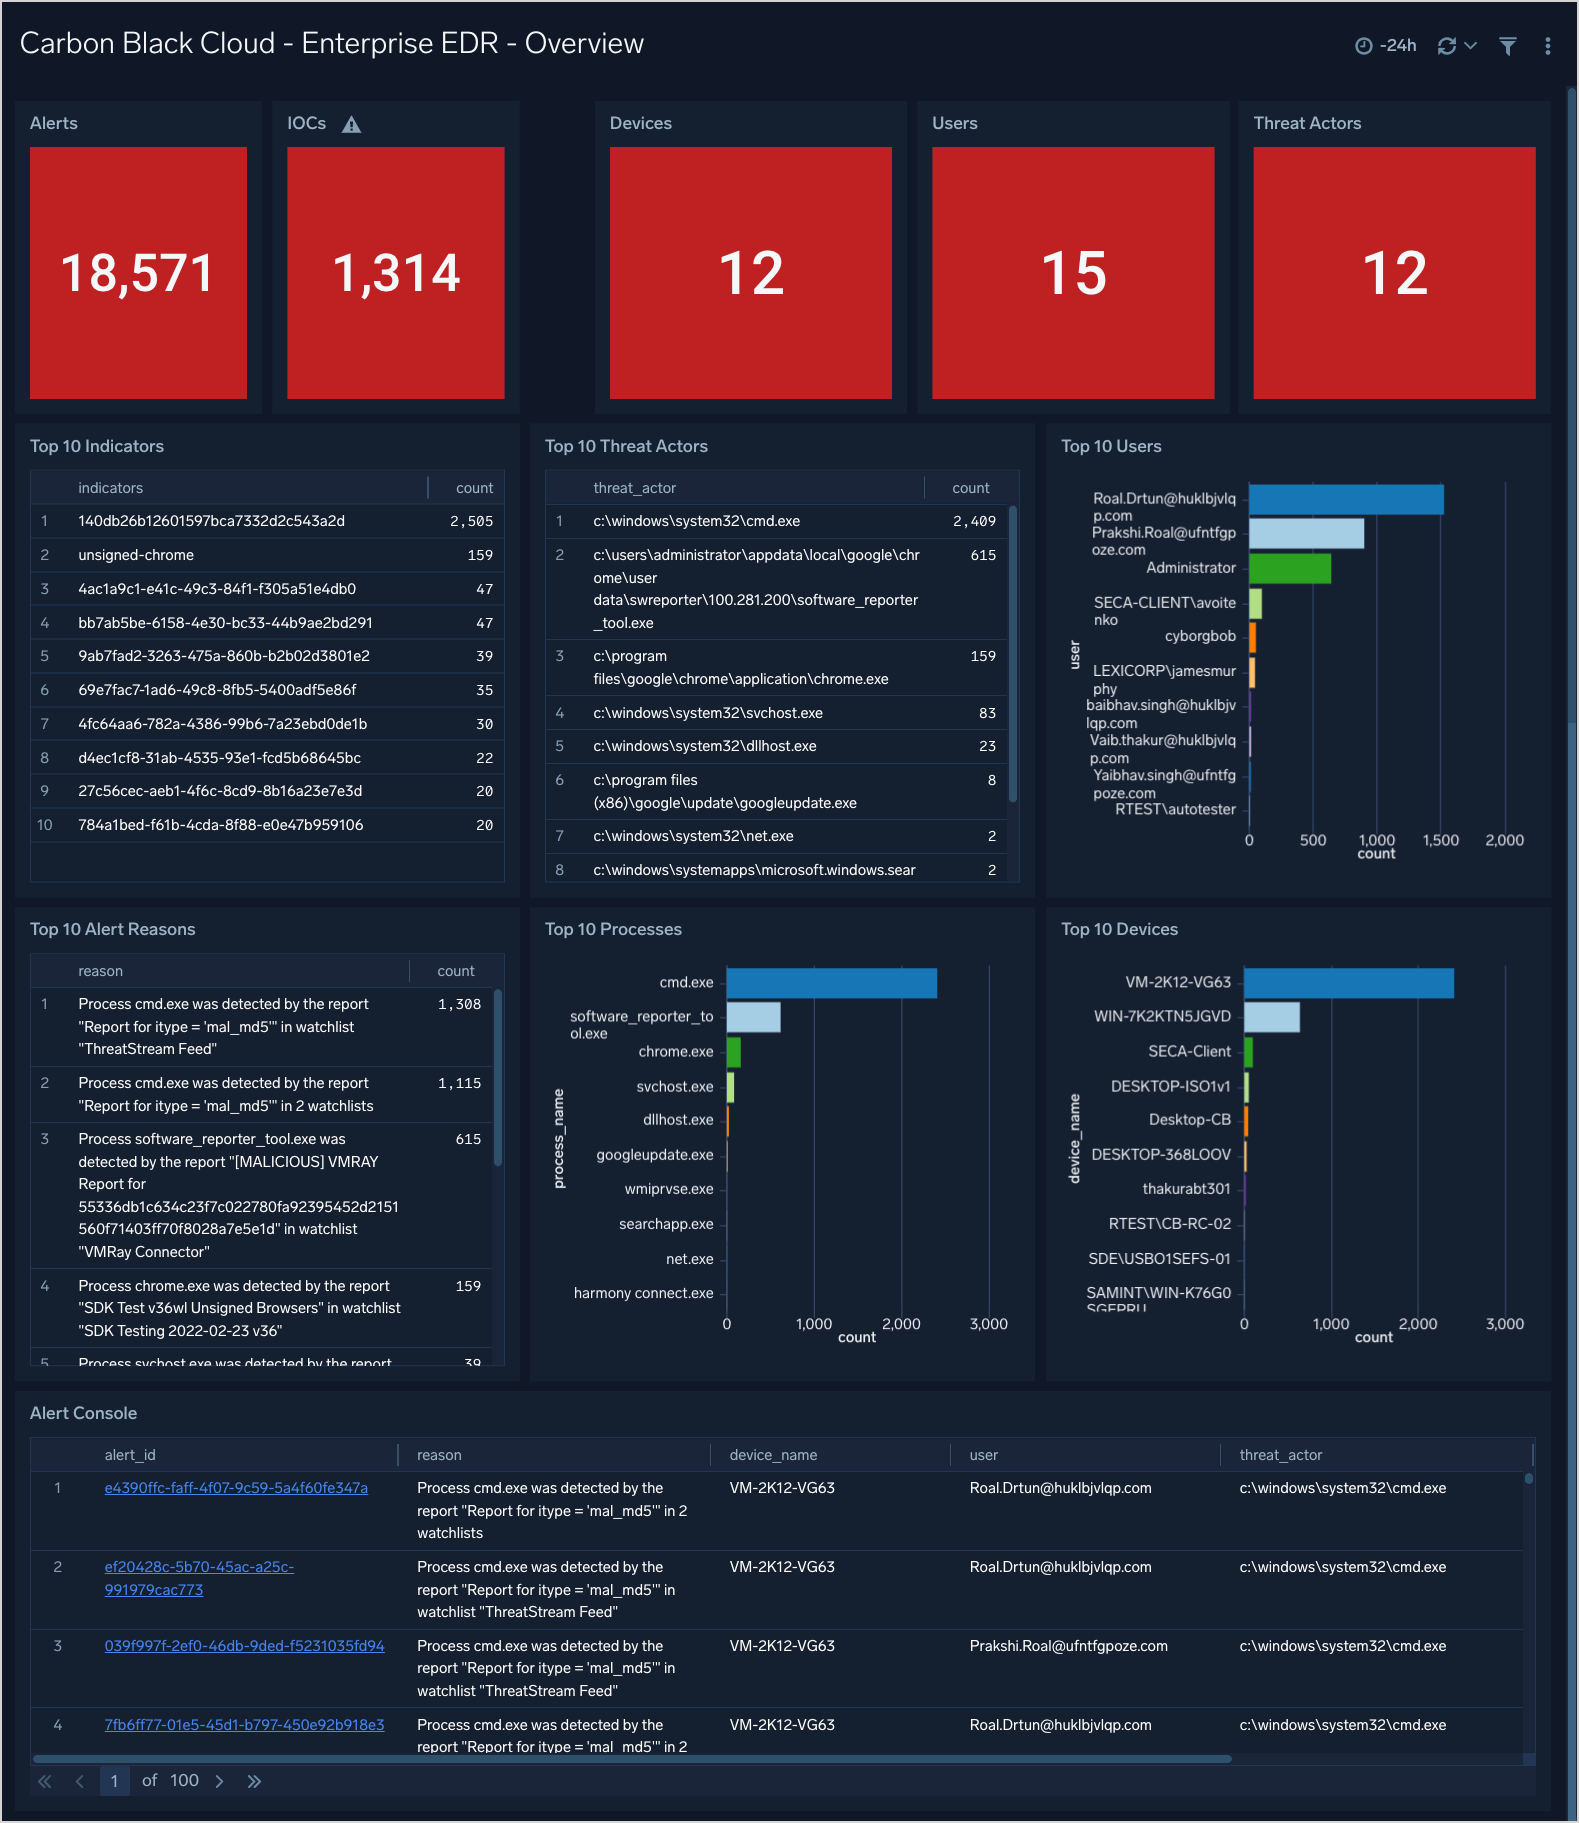 Carbon Black Cloud - Enterprise EDR - Overview
-24h
Alerts
18,571
IOCs
1,314
Devices
12
Users
15
Threat Actors
12
Top 10 Indicators
indicators count
1 140db26b12601597bca7332d2c543a2d 2,505
2 unsigned-chrome 159
3 4ac1a9c1-e41c-49c3-84f1-f305a51e4db0 47
4 bb7ab5be-6158-4e30-bc33-44b9ae2bd291 47
5 9ab7fad2-3263-475a-860b-b2b02d3801e2 39
6 69e7fac7-1ad6-49c8-8fb5-5400adf5e86f 35
7 4fc64aa6-782a-4386-99b6-7a23ebd0de1b 30
8 d4ec1cf8-31ab-4535-93e1-fcd5b68645bc 22
9 27c56cec-aeb1-4f6c-8cd9-8b16a23e7e3d 20
10 784a1bed-f61b-4cda-8f88-e0e47b959106 20
Top 10 Threat Actors
threat_actor count
1 c:\windows\system32\cmd.exe 2,409
2 c:\users\administrator\appdata\local\google\chr 615
ome\user
data\swreporter\100.281.200\software_reporter
_tool.exe
3 c:\program 159
files\google\chrome\application\chrome.exe
4 c:\windows\system32\svchost.exe 83
5 c:\windows\system32\dllhost.exe 23
6 c:\program files 8
(x86)\google\update\googleupdate.exe
7 c:\windows\system32\net.exe 2
8 c:\windows\systemapps\microsoft.windows.sear 2
Top 10 Users
user
Roal.Drtun@huklbjvlq
p.com
Prakshi.Roal@ufntfgp
oze.com
Administrator
SECA-CLIENT\avoite
nko
cyborgbob
LEXICORP\jamesmur
phy
baibhav.singh@huklbjv
lqp.com
Vaib.thakur@huklbjvlq
p.com
Yaibhav.singh@ufntfg
poze.com
RTEST\autotester
0 500 1,000 1,500 2,000
count
Top 10 Alert Reasons
reason count
1 Process cmd.exe was detected by the report 1,308
"Report for itype = 'mal_md5'" in watchlist
"ThreatStream Feed"
2 Process cmd.exe was detected by the report 1,115
"Report for itype = 'mal_md5'" in 2 watchlists
3 Process software_reporter_tool.exe was 615
detected by the report "[MALICIOUS] VMRAY
Report for
55336db1c634c23f7c022780fa92395452d2151
560f71403ff70f8028a7e5e1d" in watchlist
"VMRay Connector"
4 Process chrome.exe was detected by the report 159
"SDK Test v36wl Unsigned Browsers" in watchlist
"SDK Testing 2022-02-23 v36"
5 Process svchost.exe was detected by the report 39
Top 10 Processes
process_name
cmd.exe
software_reporter_to
ol.exe
chrome.exe
svchost.exe
dllhost.exe
googleupdate.exe
wmiprvse.exe
searchapp.exe
net.exe
harmony connect.exe
0 1,000 2,000 3,000
count
Top 10 Devices
device_name
VM-2K12-VG63
WIN-7K2KTN5JGVD
SECA-Client
DESKTOP-ISO1v1
Desktop-CB
DESKTOP-368LOOV
thakurabt301
RTEST\CB-RC-02
SDE\USBO1SEFS-01
SAMINT\WIN-K76G0
0 1,000 2,000 3,000
count
Alert Console
alert_id reason device_name user threat_actor
1 e4390ffc-faff-4f07-9c59-5a4f60fe347a Process cmd.exe was detected by the VM-2K12-VG63 Roal.Drtun@huklbjvlqp.com c:\windows\system32\cmd.exe
report "Report for itype = 'mal_md5'" in 2
watchlists
2 ef20428c-5b70-45ac-a25c- Process cmd.exe was detected by the VM-2K12-VG63 Roal.Drtun@huklbjvlqp.com c:\windows\system32\cmd.exe
991979cac773 report "Report for itype = 'mal_md5'" in
watchlist "ThreatStream Feed"
3 039f997f-2ef0-46db-9ded-f5231035fd94 Process cmd.exe was detected by the VM-2K12-VG63 Prakshi.Roal@ufntfgpoze.com c:\windows\system32\cmd.exe
report "Report for itype = 'mal_md5'" in
watchlist "ThreatStream Feed"
4 7fb6ff77-01e5-45d1-b797-450e92b918e3 Process cmd.exe was detected by the VM-2K12-VG63 Roal.Drtun@huklbjvlqp.com c:\windows\system32\cmd.exe
report "Report for itype = 'mal_md5'" in 2
1 of 100